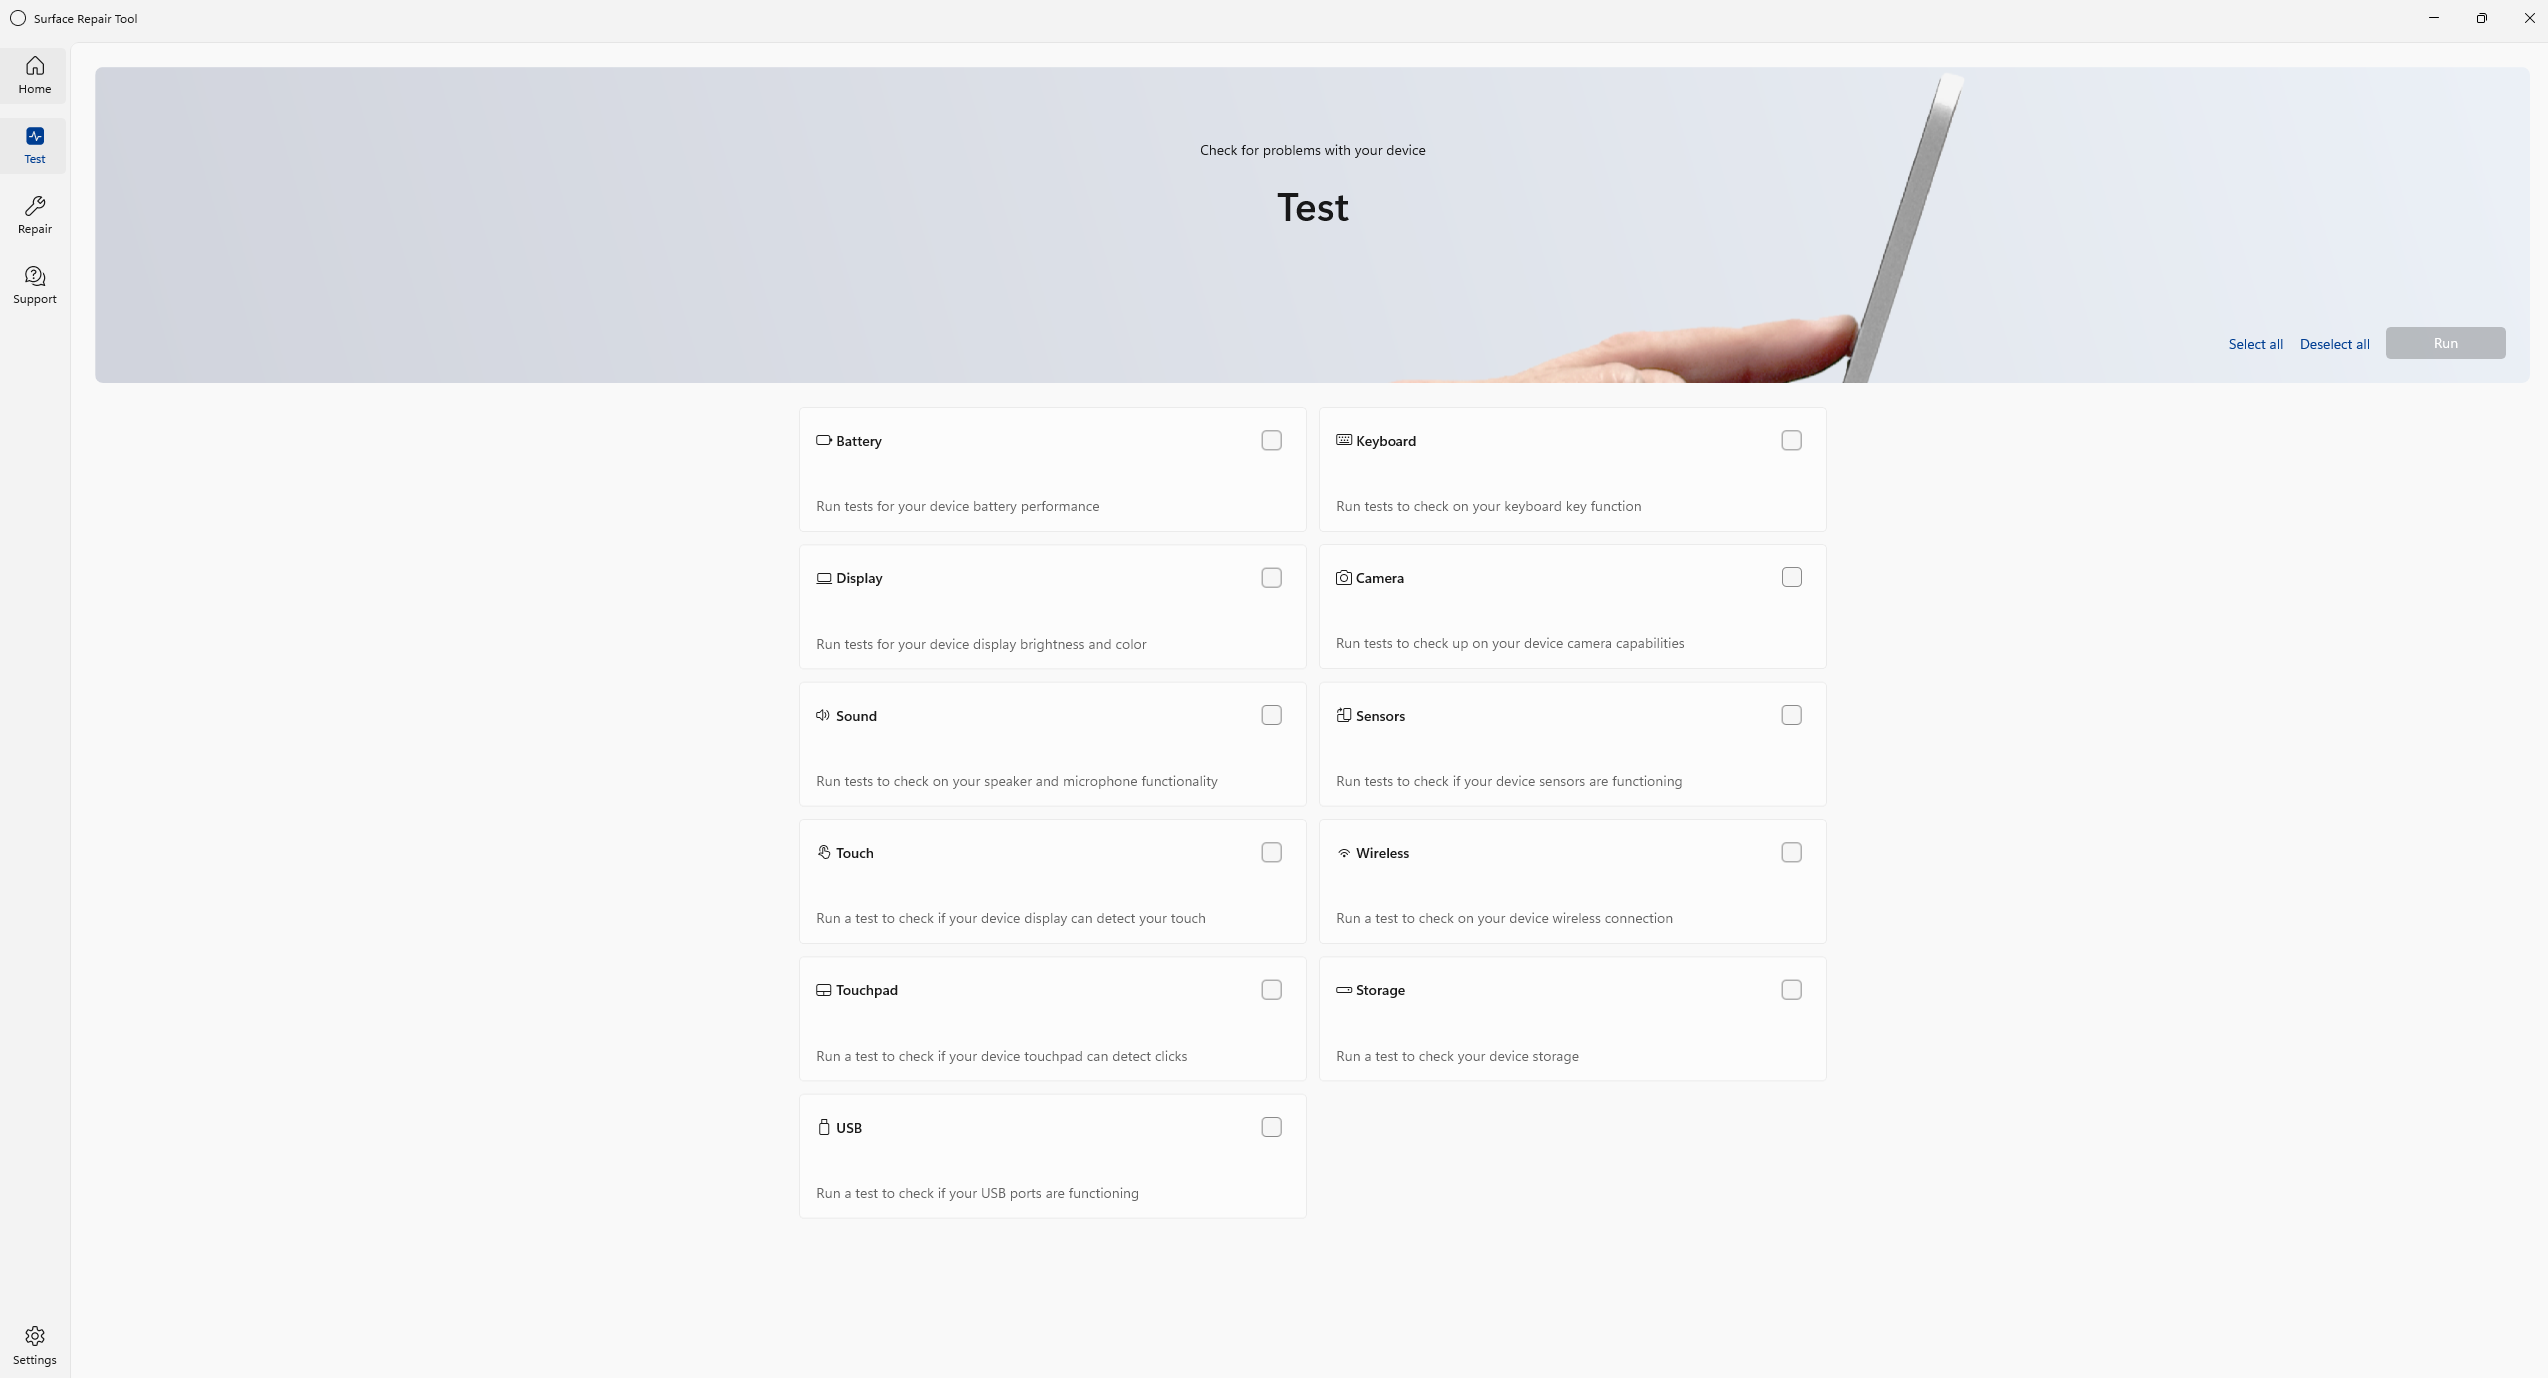 Surface Repair Tool
Home
Test
Repair
Support
Settings
Check for problems with your device
Test
Select all
Deselect all
Run
Battery
Run tests for your device battery performance
Keyboard
Run tests to check on your keyboard key function
Display
Run tests for your device display brightness and color
Camera
Run tests to check up on your device camera capabilities
Sound
Run tests to check on your speaker and microphone functionality
Sensors
Run tests to check if your device sensors are functioning
Touch
Run a test to check if your device display can detect your touch
Wireless
Run a test to check on your device wireless connection
Touchpad
Run a test to check if your device touchpad can detect clicks
Storage
Run a test to check your device storage
USB
Run a test to check if your USB ports are functioning